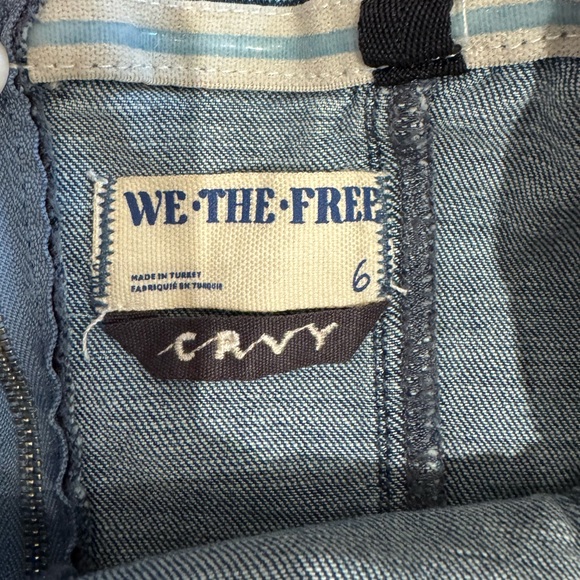 WE·THE·FREE
MADE IN TURKEY
FABRIQUÉ EN TURQUIE
6
CRVY